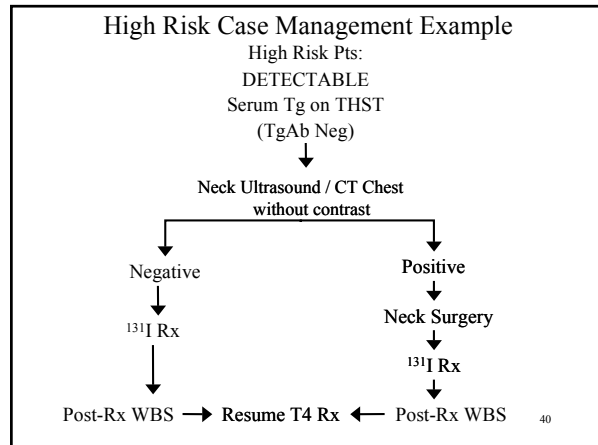 High Risk Case Management Example
High Risk Pts:
DETECTABLE
Serum Tg on THST
(TgAb Neg)
Neck Ultrasound / CT Chest
without contrast
Negative
Positive
Neck Surgery
¹³¹I Rx
¹³¹I Rx
Post-Rx WBS
Resume T4 Rx
Post-Rx WBS
40